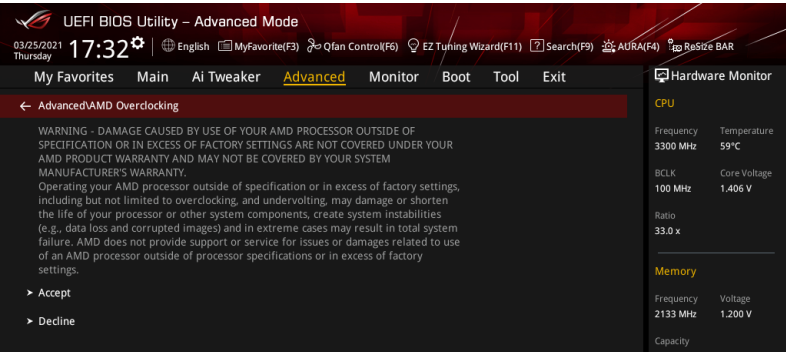 UEFI BIOS Utility – Advanced Mode
03/25/2021
Thursday
17:32
English
MyFavorite(F3)
Qfan Control(F6)
EZ Tuning Wizard(F11)
? Search(F9)
AURA(F4)
ReSize BAR
My Favorites
Main
Ai Tweaker
Advanced
Monitor
Boot
Tool
Exit
Hardware Monitor
← Advanced\AMD Overclocking
WARNING - DAMAGE CAUSED BY USE OF YOUR AMD PROCESSOR OUTSIDE OF
SPECIFICATION OR IN EXCESS OF FACTORY SETTINGS ARE NOT COVERED UNDER YOUR
AMD PRODUCT WARRANTY AND MAY NOT BE COVERED BY YOUR SYSTEM
MANUFACTURER'S WARRANTY.
Operating your AMD processor outside of specification or in excess of factory settings,
including but not limited to overclocking, and undervolting, may damage or shorten
the life of your processor or other system components, create system instabilities
(e.g., data loss and corrupted images) and in extreme cases may result in total system
failure. AMD does not provide support or service for issues or damages related to use
of an AMD processor outside of processor specifications or in excess of factory
settings.
➤ Accept
➤ Decline
CPU
Frequency Temperature
3300 MHz 59°C
BCLK Core Voltage
100 MHz 1.406 V
Ratio
33.0 x
Memory
Frequency Voltage
2133 MHz 1.200 V
Capacity